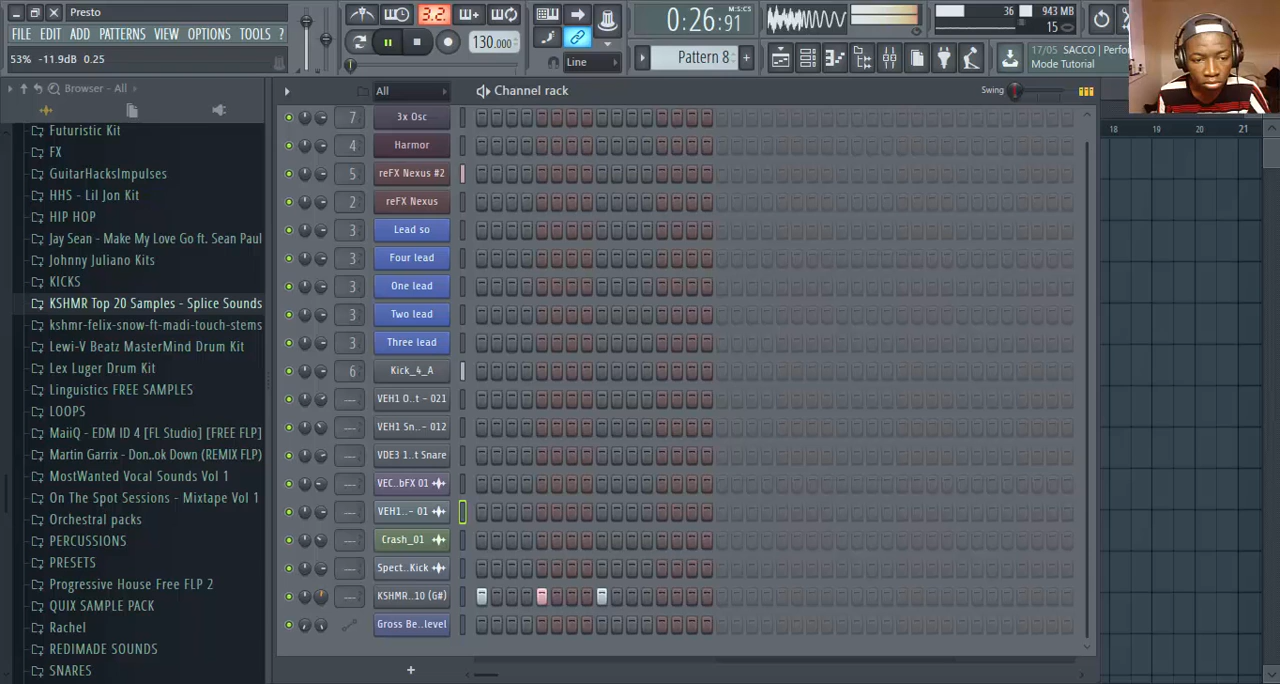 Presto
FILE EDIT ADD PATTERNS VIEW OPTIONS TOOLS ?
53% -11.9dB 0.25
3.2.
130.000
0:26:91
M:S:CS
Line
Pattern 8
36
943 MB
15
17/05 SACCO | Perfor
Mode Tutorial
Browser - All
Futuristic Kit
FX
GuitarHacksImpulses
HHS - Lil Jon Kit
HIP HOP
Jay Sean - Make My Love Go ft. Sean Paul
Johnny Juliano Kits
KICKS
KSHMR Top 20 Samples - Splice Sounds
kshmr-felix-snow-ft-madi-touch-stems
Lewi-V Beatz MasterMind Drum Kit
Lex Luger Drum Kit
Linguistics FREE SAMPLES
LOOPS
MaiiQ - EDM ID 4 [FL Studio] [FREE FLP]
Martin Garrix - Don..ok Down (REMIX FLP)
MostWanted Vocal Sounds Vol 1
On The Spot Sessions - Mixtape Vol 1
Orchestral packs
PERCUSSIONS
PRESETS
Progressive House Free FLP 2
QUIX SAMPLE PACK
Rachel
REDIMADE SOUNDS
SNARES
All
Channel rack
Swing
7 3x Osc
4 Harmor
5 reFX Nexus #2
2 reFX Nexus
3 Lead so
3 Four lead
3 One lead
3 Two lead
3 Three lead
6 Kick_4_A
--- VEH1 O..t - 021
--- VEH1 Sn..- 012
--- VDE3 1..t Snare
--- VEC..bFX 01
--- VEH1..- 01
--- Crash_01
--- Spect..Kick
--- KSHMR..10 (G#)
Gross Be..level
+
18 19 20 21